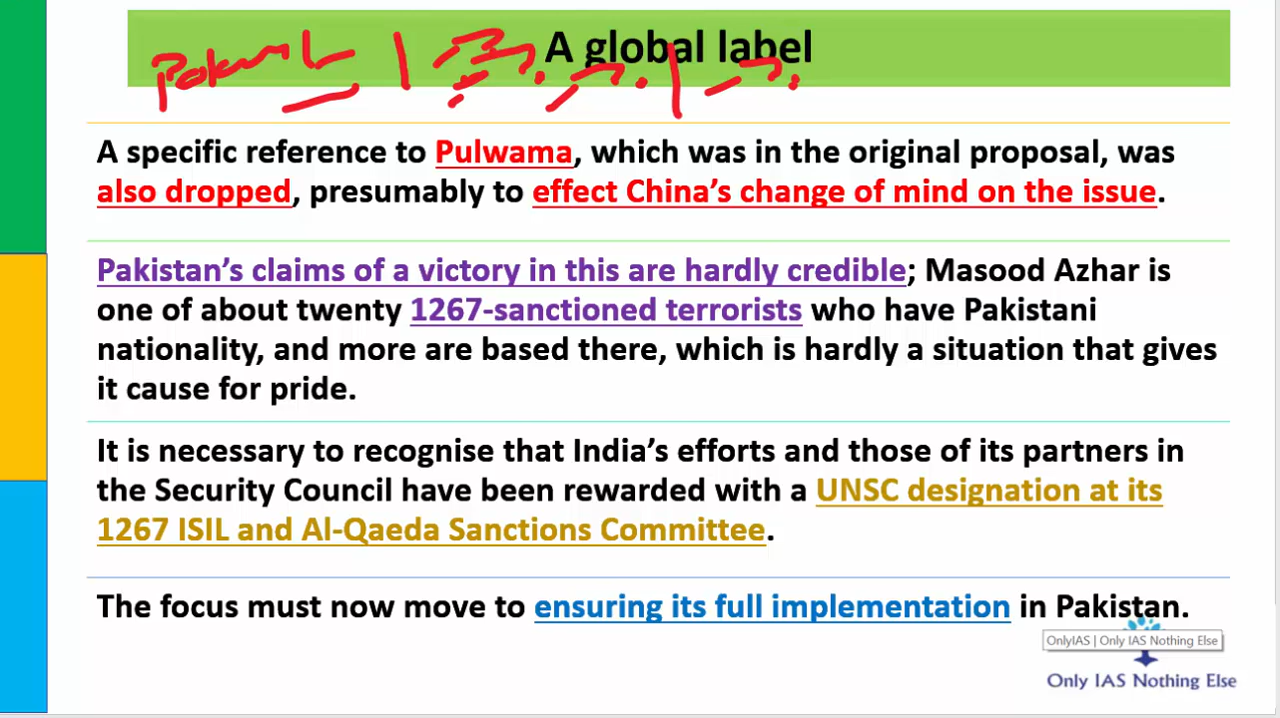 A global label
A specific reference to Pulwama, which was in the original proposal, was
also dropped, presumably to effect China’s change of mind on the issue.
Pakistan’s claims of a victory in this are hardly credible; Masood Azhar is
one of about twenty 1267-sanctioned terrorists who have Pakistani
nationality, and more are based there, which is hardly a situation that gives
it cause for pride.
It is necessary to recognise that India’s efforts and those of its partners in
the Security Council have been rewarded with a UNSC designation at its
1267 ISIL and Al-Qaeda Sanctions Committee.
The focus must now move to ensuring its full implementation in Pakistan.
OnlyIAS | Only IAS Nothing Else
Only IAS Nothing Else